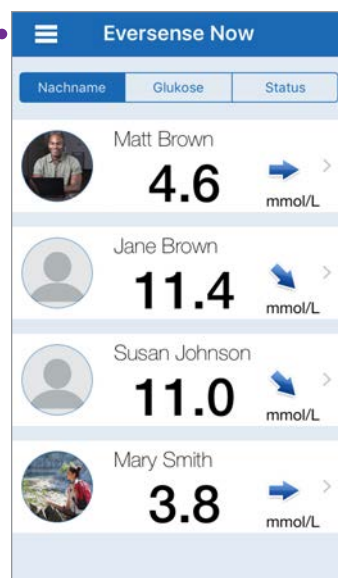 Eversense Now
Nachname Glukose Status
Matt Brown
4.6
mmol/L
Jane Brown
11.4
mmol/L
Susan Johnson
11.0
mmol/L
Mary Smith
3.8
mmol/L